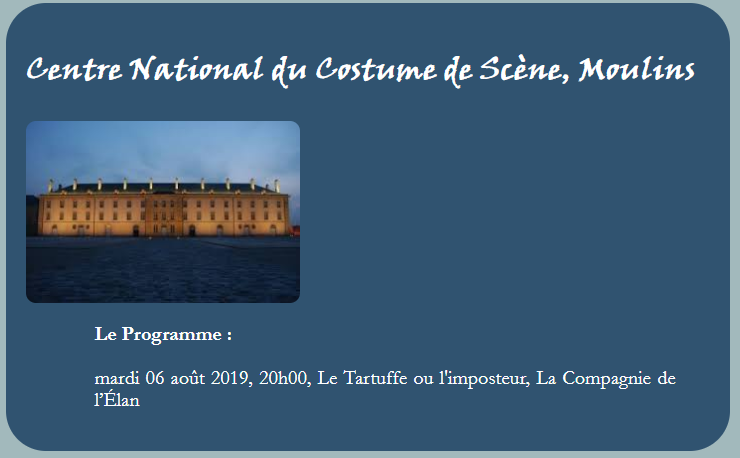 Centre National du Costume de Scène, Moulins
Le Programme :
mardi 06 août 2019, 20h00, Le Tartuffe ou l'imposteur, La Compagnie de
l’Élan